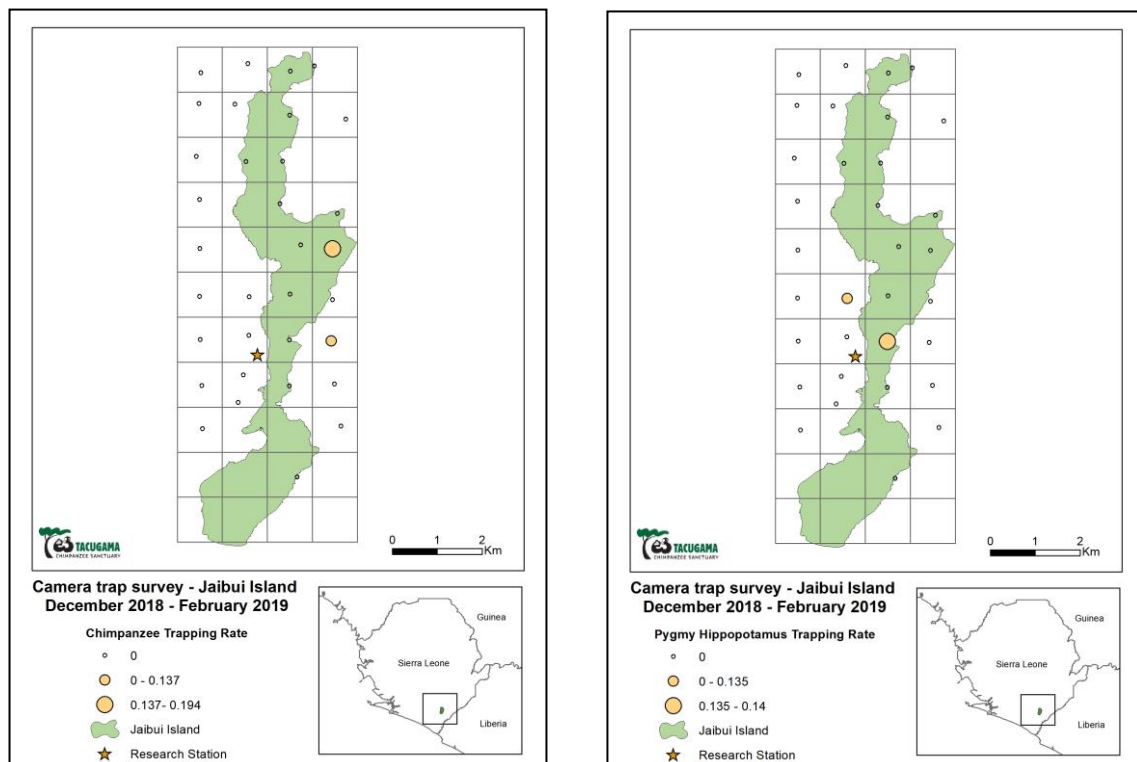 TACUGAMA
CHIMPANZEE SANCTUARY
0 1 2
Km
Camera trap survey - Jaibui Island
December 2018 - February 2019
Chimpanzee Trapping Rate
0
0 - 0.137
0.137- 0.194
Jaibui Island
Research Station
Guinea
Sierra Leone
Liberia
TACUGAMA
CHIMPANZEE SANCTUARY
0 1 2
Km
Camera trap survey - Jaibui Island
December 2018 - February 2019
Pygmy Hippopotamus Trapping Rate
0
0 - 0.135
0.135 - 0.14
Jaibui Island
Research Station
Guinea
Sierra Leone
Liberia